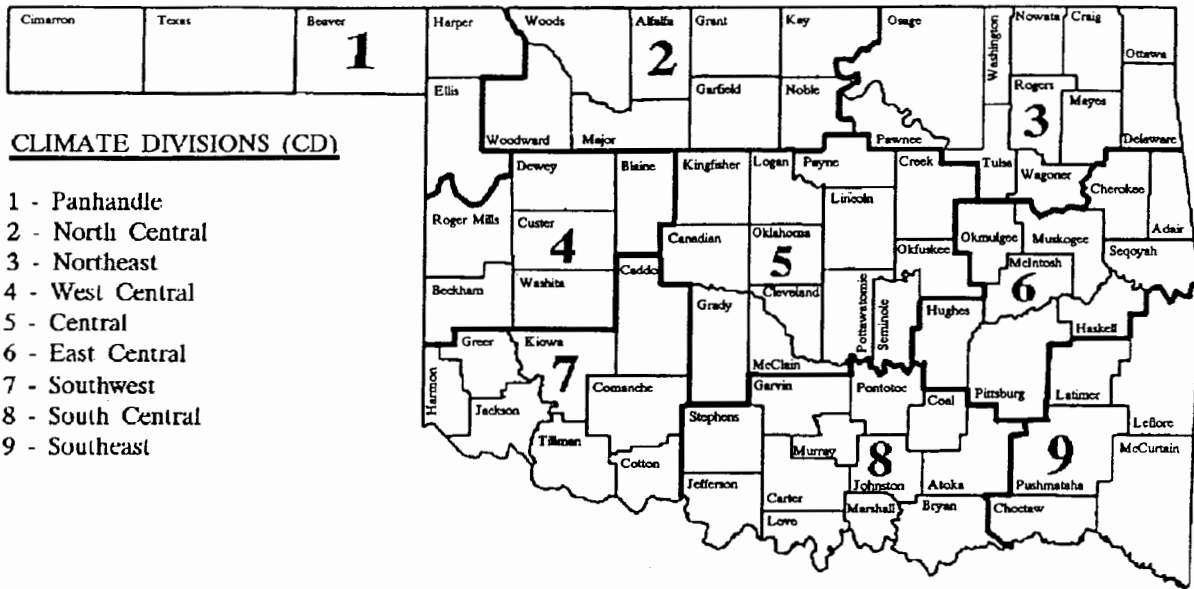 Cimarron
Texas
Beaver
Harper
Woods
Alfalfa
Grant
Kay
Osage
Washington
Nowata
Craig
Ottawa
1
2
3
Ellis
Woodward
Major
Garfield
Noble
Pawnee
Rogers
Mayes
Delaware
CLIMATE DIVISIONS (CD)
1 - Panhandle
2 - North Central
3 - Northeast
4 - West Central
5 - Central
6 - East Central
7 - Southwest
8 - South Central
9 - Southeast
Dewey
Blaine
Kingfisher
Logan
Payne
Creek
Tulsa
Wagoner
Cherokee
Adair
Roger Mills
Custer
4
Canadian
Oklahoma
5
Lincoln
Okfuskee
Okmulgee
Muskogee
Seqoyah
McIntosh
6
Beckham
Washita
Caddo
Grady
Cleveland
Pottawatomie
Seminole
Hughes
Haskell
McClain
Greer
Kiowa
7
Harmon
Jackson
Comanche
Tillman
Cotton
Stephens
Jefferson
Garvin
Pontotoc
Coal
Pittsburg
Latimer
Leflore
McCurtain
Murray
8
Johnston
Atoka
9
Pushmataha
Carter
Love
Marshall
Bryan
Choctaw